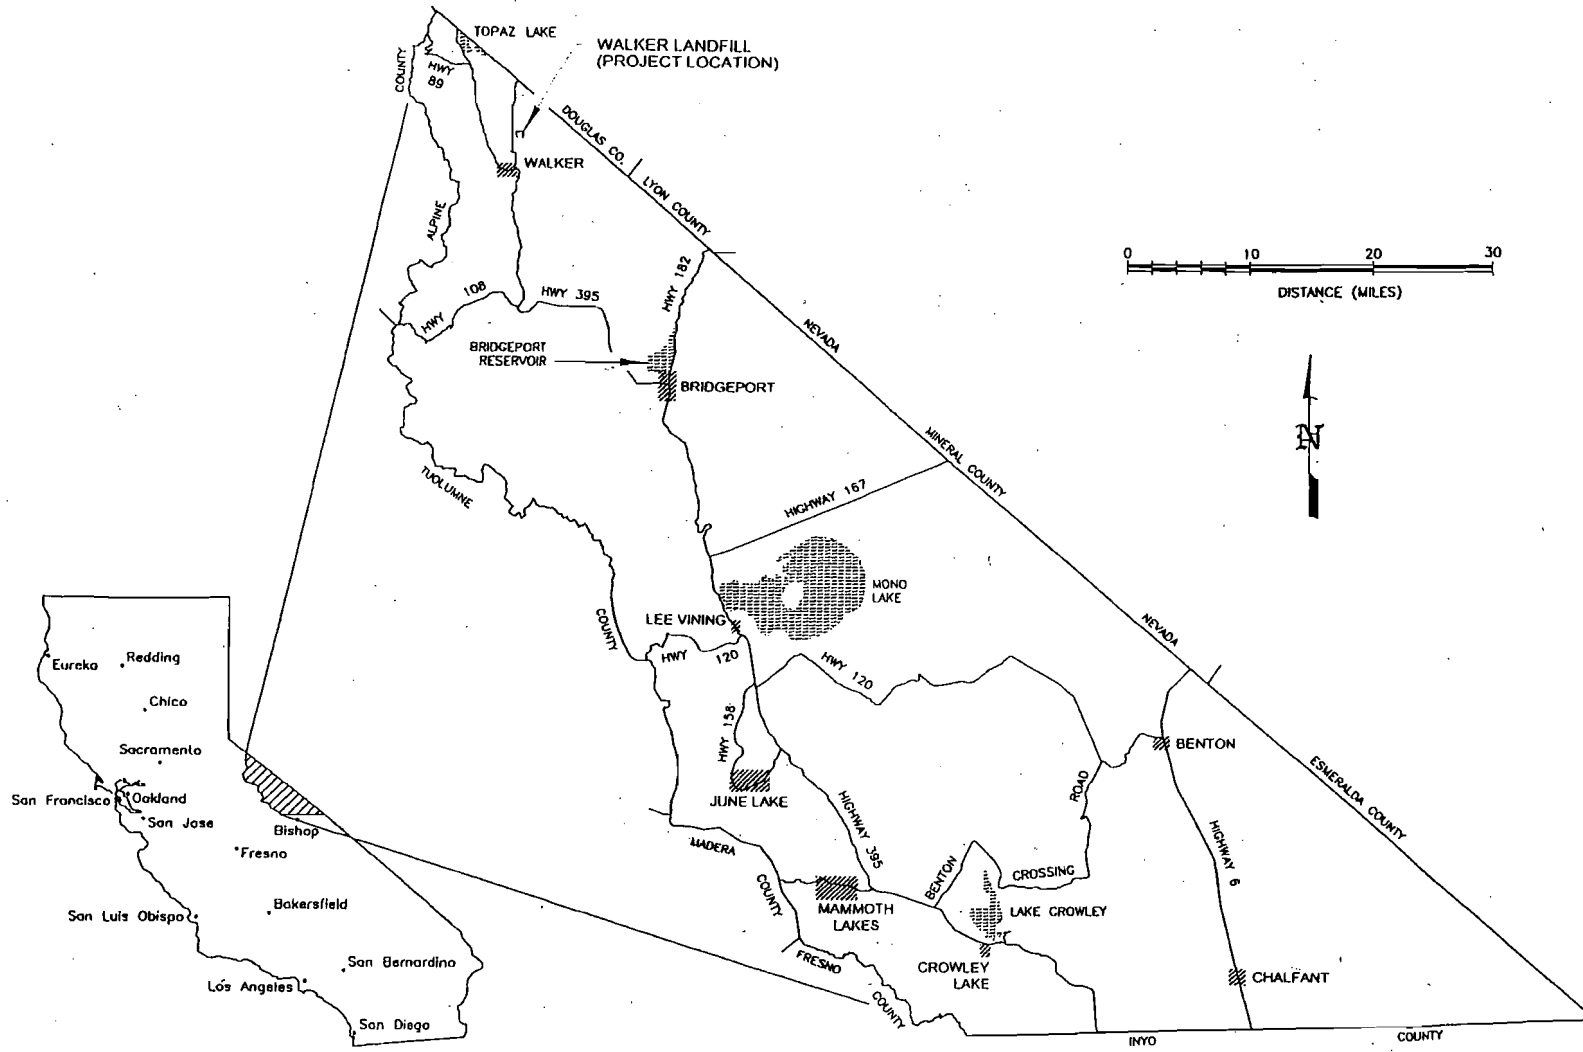 TOPAZ LAKE
WALKER LANDFILL
(PROJECT LOCATION)
COUNTY
HWY
89
DOUGLAS CO.
WALKER
LYON COUNTY
ALPINE
HWY 182
0
10
20
30
DISTANCE (MILES)
108
HWY 395
HWY
NEVADA
BRIDGEPORT
RESERVOIR
BRIDGEPORT
N
MINERAL COUNTY
TUOLUMNE
HIGHWAY 167
MONO
LAKE
COUNTY
LEE VINING
NEVADA
HWY
120
HWY 120
HWY 158
BENTON
ESMERALDA COUNTY
JUNE LAKE
ROAD
HIGHWAY 395
HIGHWAY 6
MADERA
BENTON
CROSSING
COUNTY
MAMMOTH
LAKES
LAKE CROWLEY
FRESNO
CROWLEY
LAKE
CHALFANT
COUNTY
INYO
COUNTY
Eureka
Redding
Chico
Sacramento
San Francisco
Oakland
San Jose
Bishop
Fresno
Bakersfield
San Luis Obispo
San Bernardino
Los Angeles
San Diego